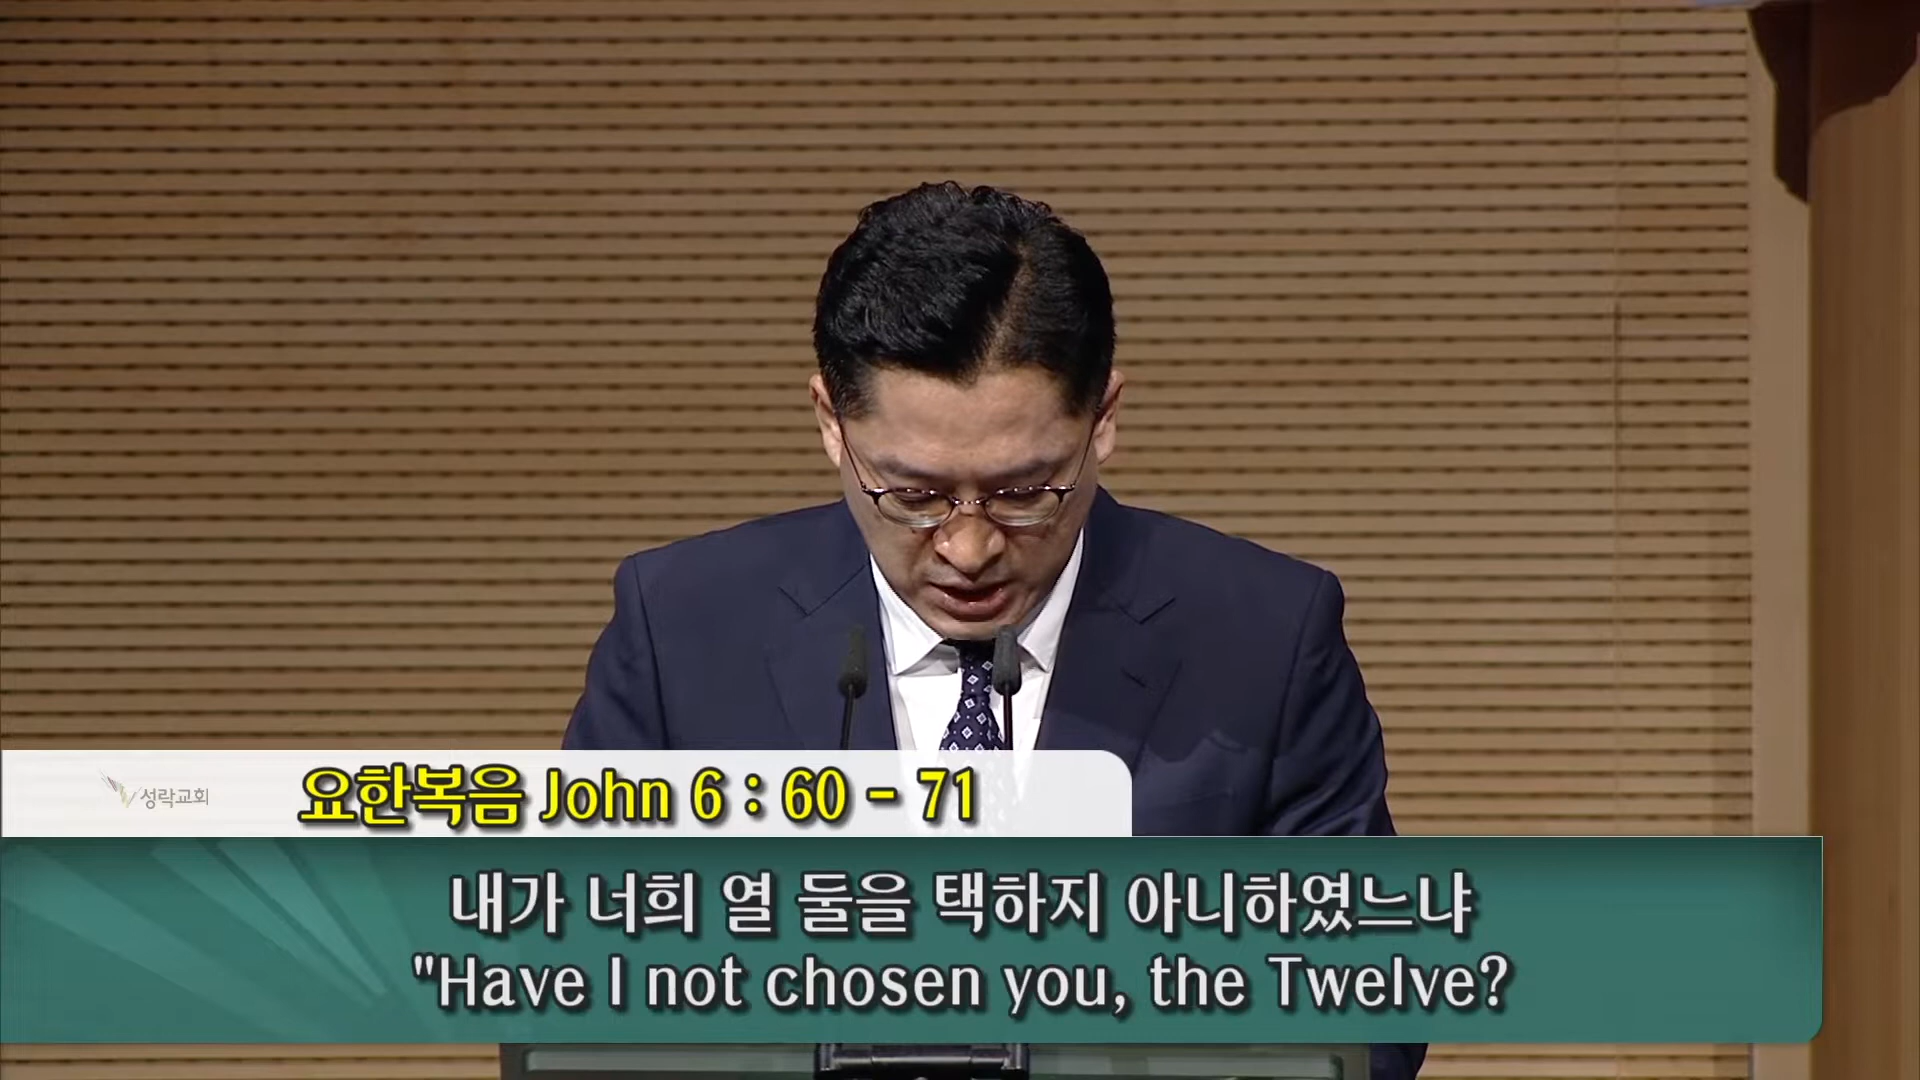 성락교회
요한복음 John 6 : 60 - 71
내가 너희 열 둘을 택하지 아니하였느냐
"Have I not chosen you, the Twelve?